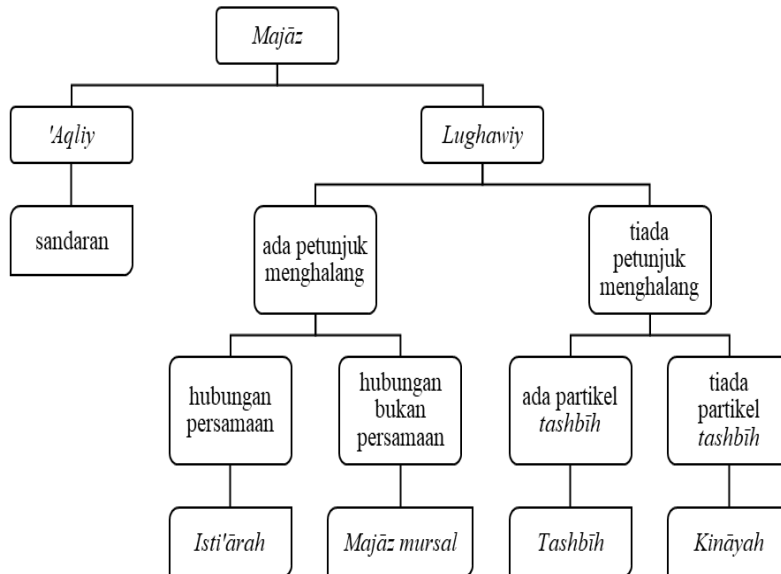 Majāz
'Aqliy
Lughawiy
sandaran
ada petunjuk
menghalang
tiada
petunjuk
menghalang
hubungan
persamaan
hubungan
bukan
persamaan
ada partikel
tashbīh
tiada
partikel
tashbīh
Isti'ārah
Majāz mursal
Tashbīh
Kināyah